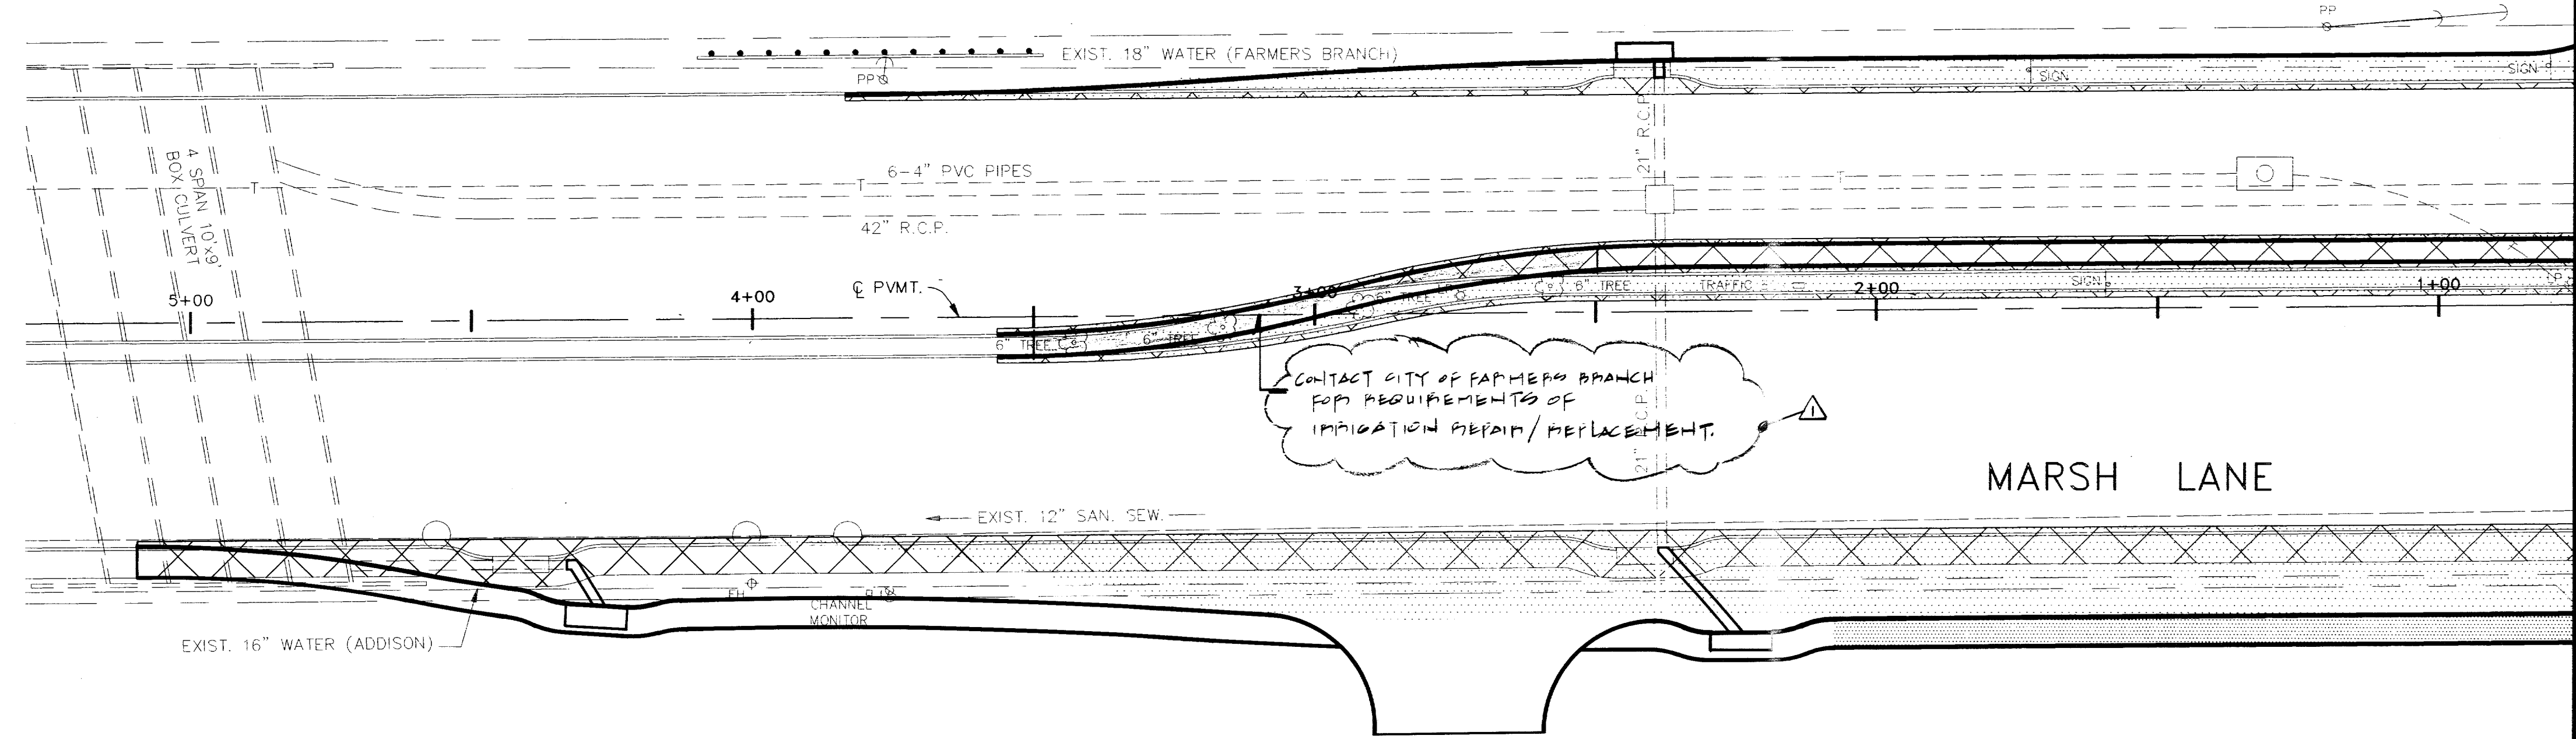 PP
EXIST. 18" WATER (FARMERS BRANCH)
PP
SIGN
SIGN
21" R.C.P.
4 SPAN 10'x9'
BOX CULVERT
T
6-4" PVC PIPES
T
T
42" R.C.P.
5+00
4+00
℄ PVMT.
3+00
6" TREE
6" TREE
TRAFFIC
2+00
SIGN
1+00
6" TREE
6" TREE
CONTACT CITY OF FARMERS BRANCH
FOR REQUIREMENTS OF
IRRIGATION REPAIR/REPLACEMENT.
1
21" R.C.P.
MARSH LANE
EXIST. 12" SAN. SEW.
FH
CHANNEL
MONITOR
EXIST. 16" WATER (ADDISON)